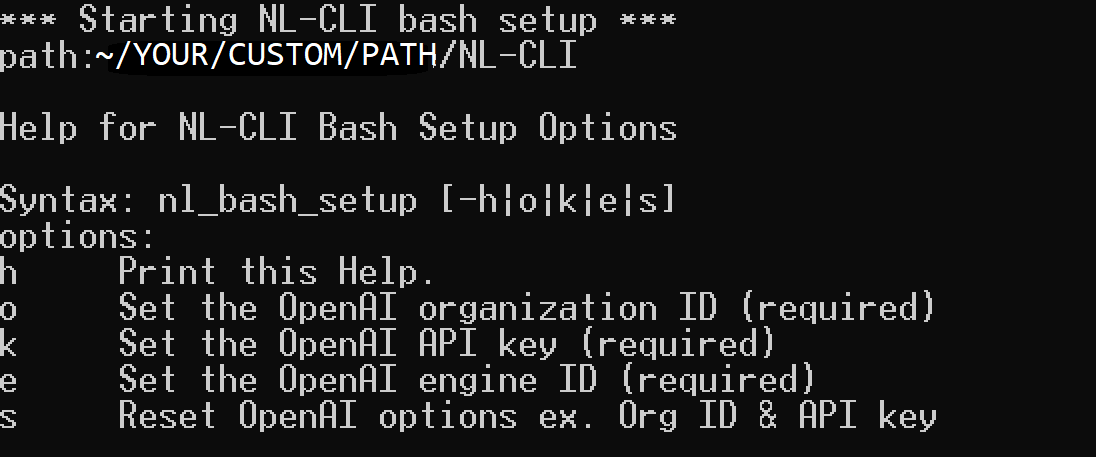 *** Starting NL-CLI bash setup ***
path:~/YOUR/CUSTOM/PATH/NL-CLI
Help for NL-CLI Bash Setup Options
Syntax: nl_bash_setup [-h|o|k|e|s]
options:
h     Print this Help.
o     Set the OpenAI organization ID (required)
k     Set the OpenAI API key (required)
e     Set the OpenAI engine ID (required)
s     Reset OpenAI options ex. Org ID & API key